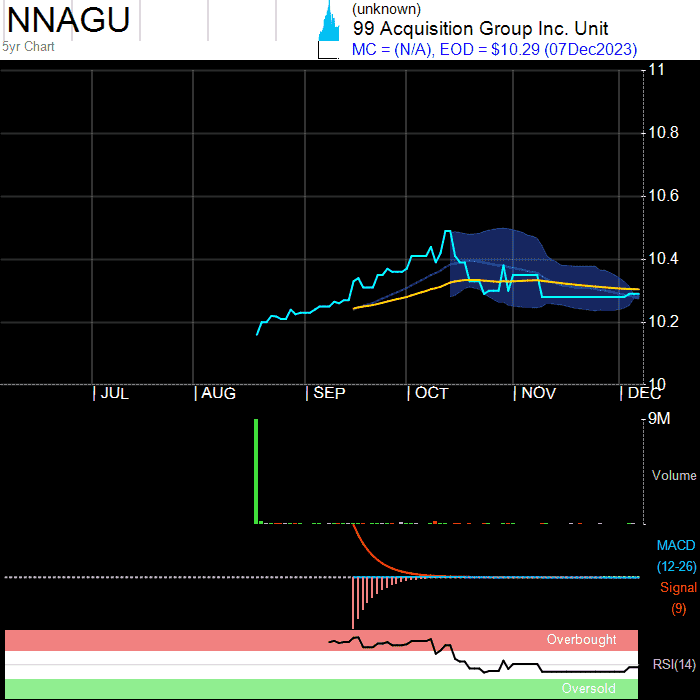 NNAGU
5yr Chart
(unknown)
99 Acquisition Group Inc. Unit
MC = (N/A), EOD = $10.29 (07Dec2023)
11
10.8
10.6
10.4
10.2
10
JUL
AUG
SEP
OCT
NOV
DEC
9M
Volume
MACD
(12-26)
Signal
(9)
Overbought
RSI(14)
Oversold